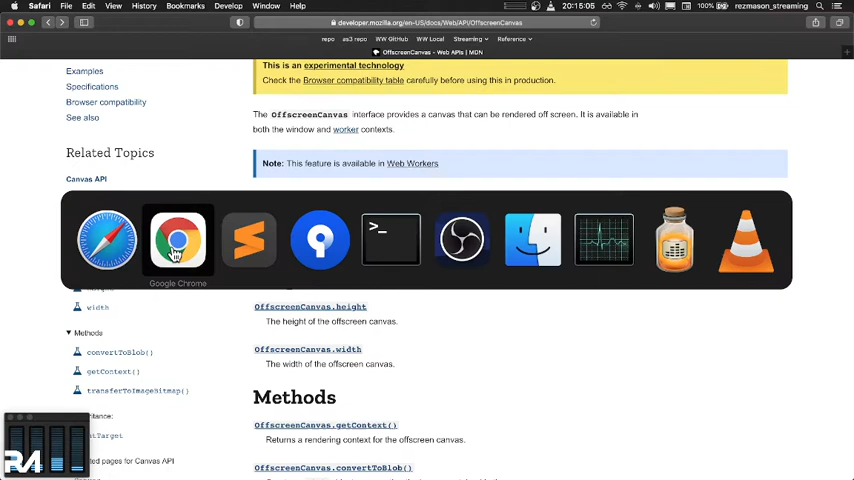 Safari File Edit View History Bookmarks Develop Window Help 100% 20:15:05 rezmason_streaming
developer.mozilla.org/en-US/docs/Web/API/OffscreenCanvas
repo as3 repo WW GitHub WW Local Streaming Reference
OffscreenCanvas - Web APIs | MDN
Examples
Specifications
Browser compatibility
See also
Related Topics
Canvas API
This is an experimental technology
Check the Browser compatibility table carefully before using this in production.
The OffscreenCanvas interface provides a canvas that can be rendered off screen. It is available in
both the window and worker contexts.
Note: This feature is available in Web Workers
>_
Google Chrome
width
Methods
convertToBlob()
getContext()
transferToImageBitmap()
OffscreenCanvas.height
The height of the offscreen canvas.
OffscreenCanvas.width
The width of the offscreen canvas.
Methods
OffscreenCanvas.getContext()
Returns a rendering context for the offscreen canvas.
OffscreenCanvas.convertToBlob()